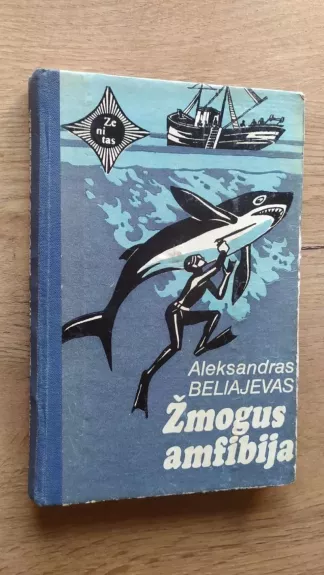 Ze
ni
tas
Aleksandras
BELIAJEVAS
Žmogus
amfibija